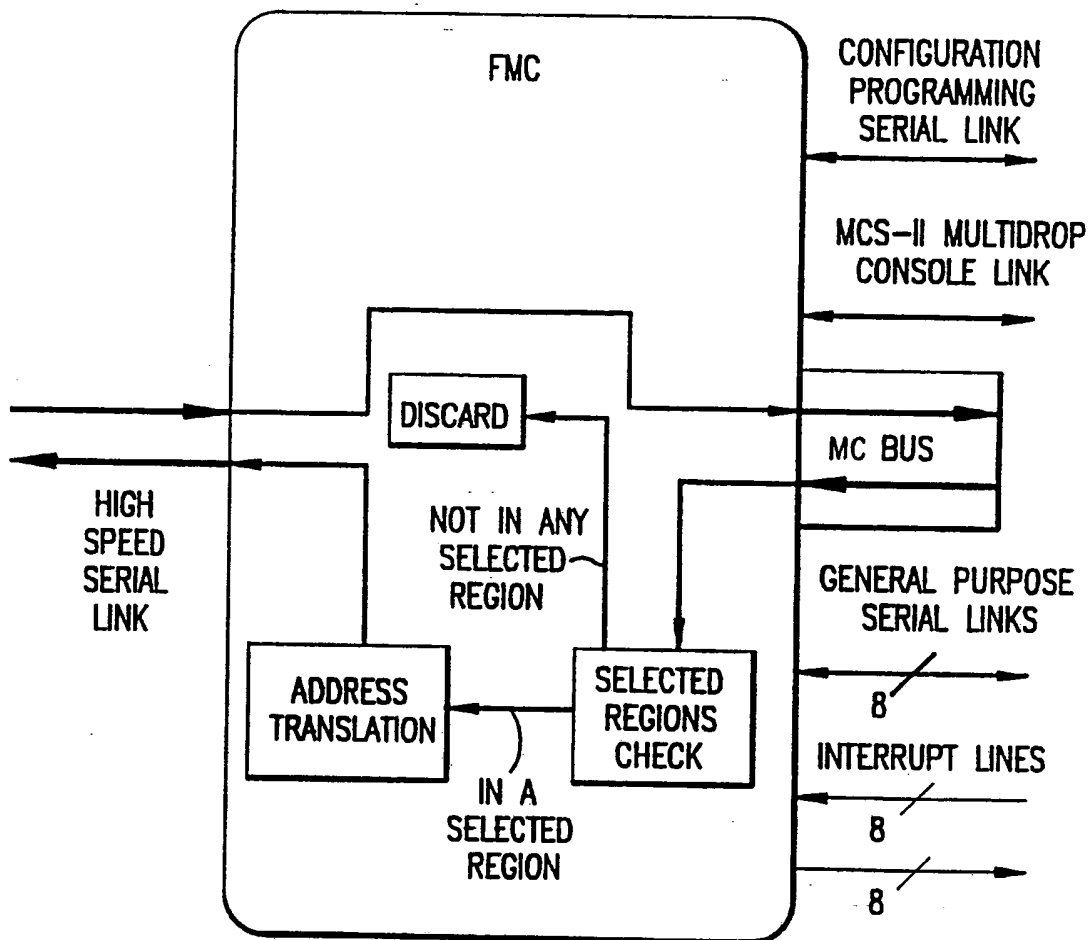 FMC
CONFIGURATION
PROGRAMMING
SERIAL LINK
MCS-II MULTIDROP
CONSOLE LINK
DISCARD
MC BUS
HIGH
SPEED
SERIAL
LINK
NOT IN ANY
SELECTED
REGION
GENERAL PURPOSE
SERIAL LINKS
8
ADDRESS
TRANSLATION
SELECTED
REGIONS
CHECK
IN A
SELECTED
REGION
INTERRUPT LINES
8
8